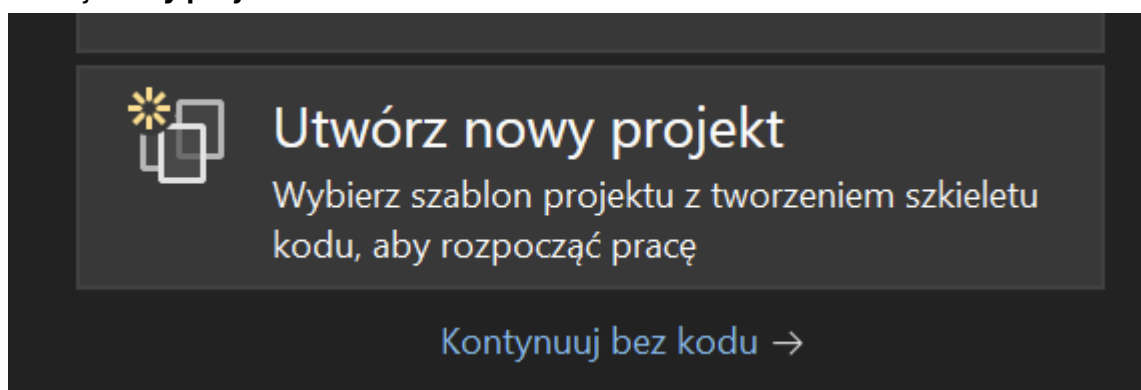 Utwórz nowy projekt
Wybierz szablon projektu z tworzeniem szkieletu
kodu, aby rozpocząć pracę
Kontynuuj bez kodu →